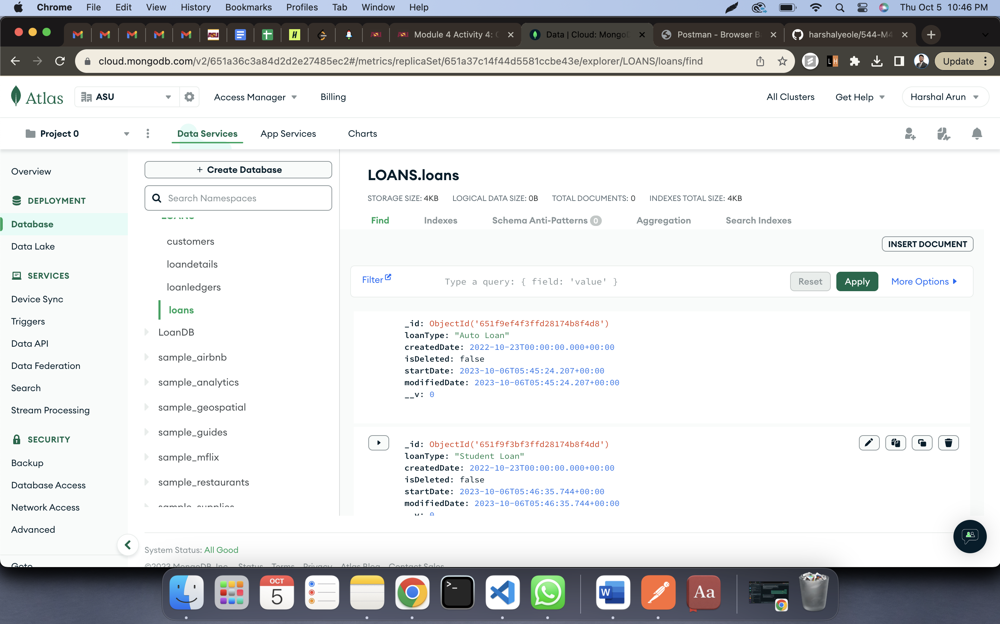 Chrome File Edit View History Bookmarks Profiles Tab Window Help Thu Oct 5 10:46 PM
Module 4 Activity 4: Data | Cloud: MongoD Postman - Browser B harshalyeole/544-M4
cloud.mongodb.com/v2/651a36c3a84d2d2e27485ec2#/metrics/replicaSet/651a37c14f44d5581ccbe43e/explorer/LOANS/loans/find Update
Atlas ASU Access Manager Billing All Clusters Get Help Harshal Arun
Project 0 Data Services App Services Charts
Overview
DEPLOYMENT
Database
Data Lake
SERVICES
Device Sync
Triggers
Data API
Data Federation
Search
Stream Processing
SECURITY
Backup
Database Access
Network Access
Advanced
Goto
+ Create Database
Search Namespaces
LOANS
customers
loandetails
loanledgers
loans
LoanDB
sample_airbnb
sample_analytics
sample_geospatial
sample_guides
sample_mflix
sample_restaurants
sample_supplies
LOANS.loans
STORAGE SIZE: 4KB LOGICAL DATA SIZE: 0B TOTAL DOCUMENTS: 0 INDEXES TOTAL SIZE: 4KB
Find Indexes Schema Anti-Patterns 0 Aggregation Search Indexes
INSERT DOCUMENT
Filter Type a query: { field: 'value' } Reset Apply More Options
_id: ObjectId('651f9ef4f3ffd28174b8f4d8')
loanType: "Auto Loan"
createdDate: 2022-10-23T00:00:00.000+00:00
isDeleted: false
startDate: 2023-10-06T05:45:24.207+00:00
modifiedDate: 2023-10-06T05:45:24.207+00:00
__v: 0
_id: ObjectId('651f9f3bf3ffd28174b8f4dd')
loanType: "Student Loan"
createdDate: 2022-10-23T00:00:00.000+00:00
isDeleted: false
startDate: 2023-10-06T05:46:35.744+00:00
modifiedDate: 2023-10-06T05:46:35.744+00:00
__v: 0
System Status: All Good
©2023 MongoDB, Inc. Status Terms Privacy Atlas Blog Contact Sales
OCT
5
W
Aa